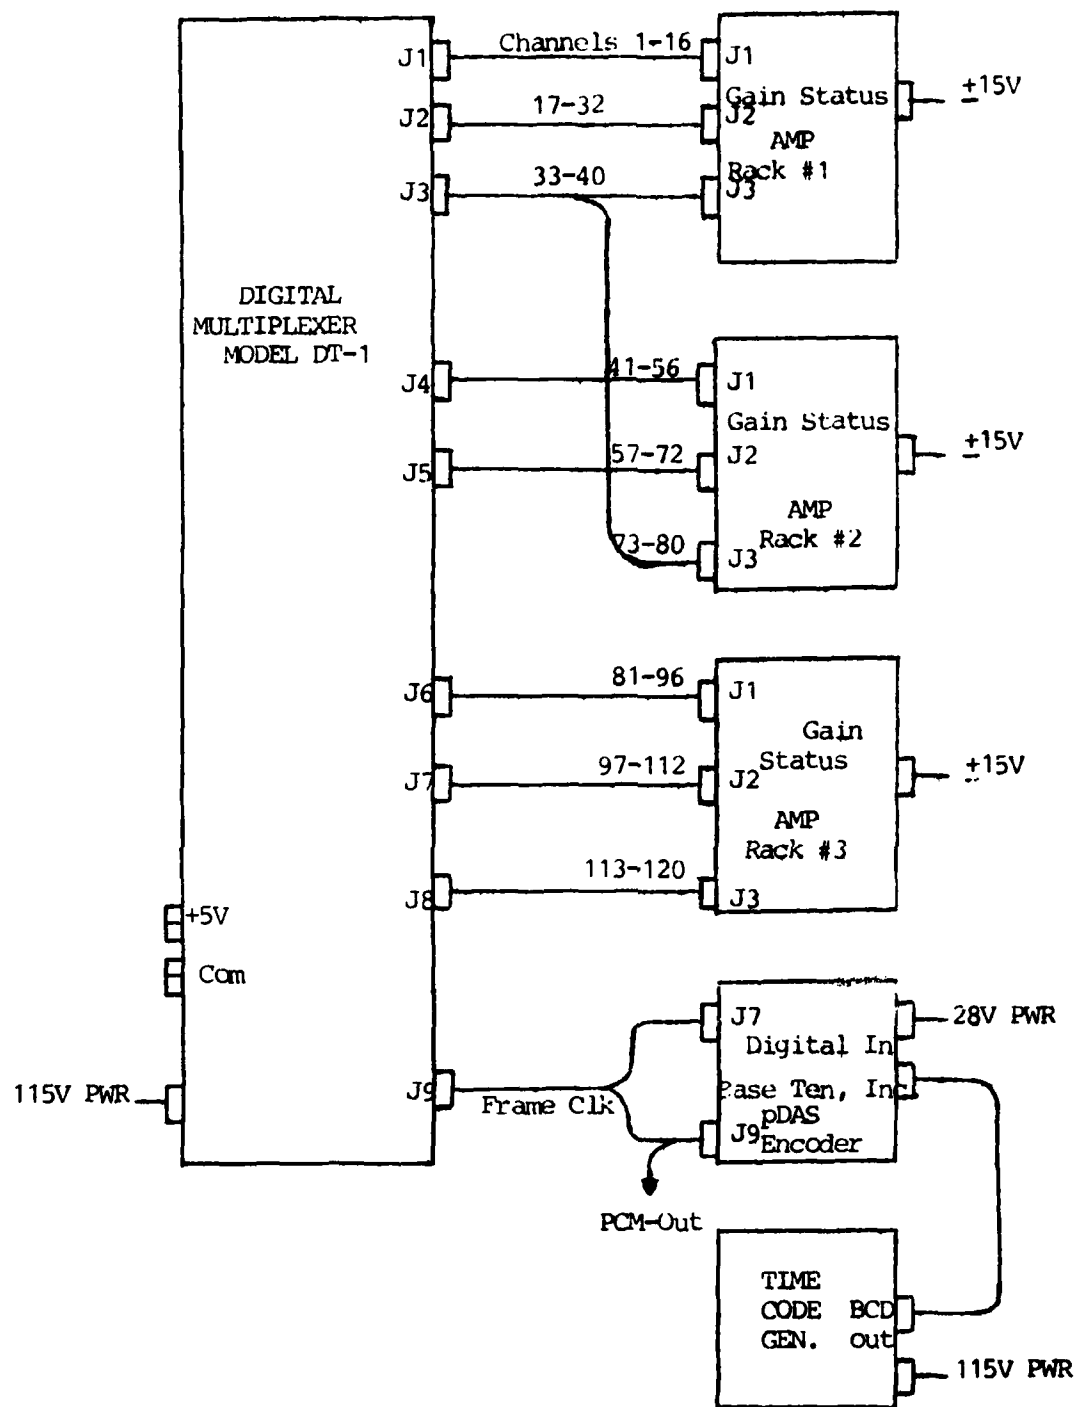 J1
Channels 1-16
J1
Gain Status
+15V
J2
17-32
J2
AMP
Rack #1
J3
33-40
J3
DIGITAL
MULTIPLEXER
MODEL DT-1
J4
41-56
J1
Gain Status
+15V
J5
57-72
J2
AMP
Rack #2
73-80
J3
J6
81-96
J1
Gain
Status
+15V
J7
97-112
J2
AMP
Rack #3
J8
113-120
J3
+5V
Com
115V PWR
J9
Frame Clk
J7
Digital In
28V PWR
Base Ten, Inc.
pDAS
Encoder
J9
PCM-Out
TIME
CODE
GEN.
BCD
out
115V PWR